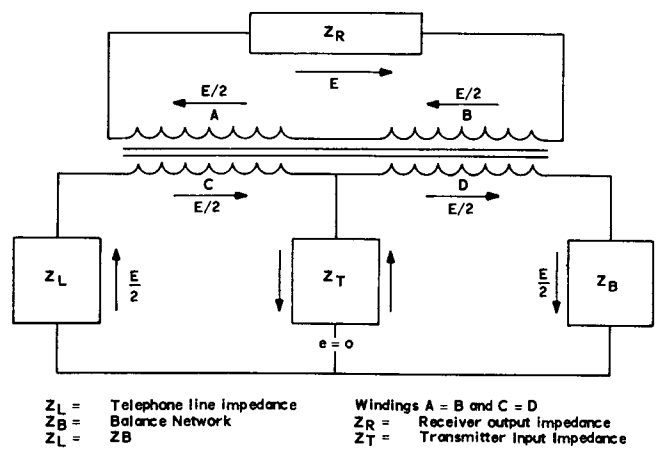 Z_R
E
E/2
E/2
A
B
C
D
E/2
E/2
Z_L
E/2
Z_T
E/2
Z_B
e = o
Z_L = Telephone line impedance
Z_B = Balance Network
Z_L = ZB
Windings A = B and C = D
Z_R = Receiver output impedance
Z_T = Transmitter Input Impedance